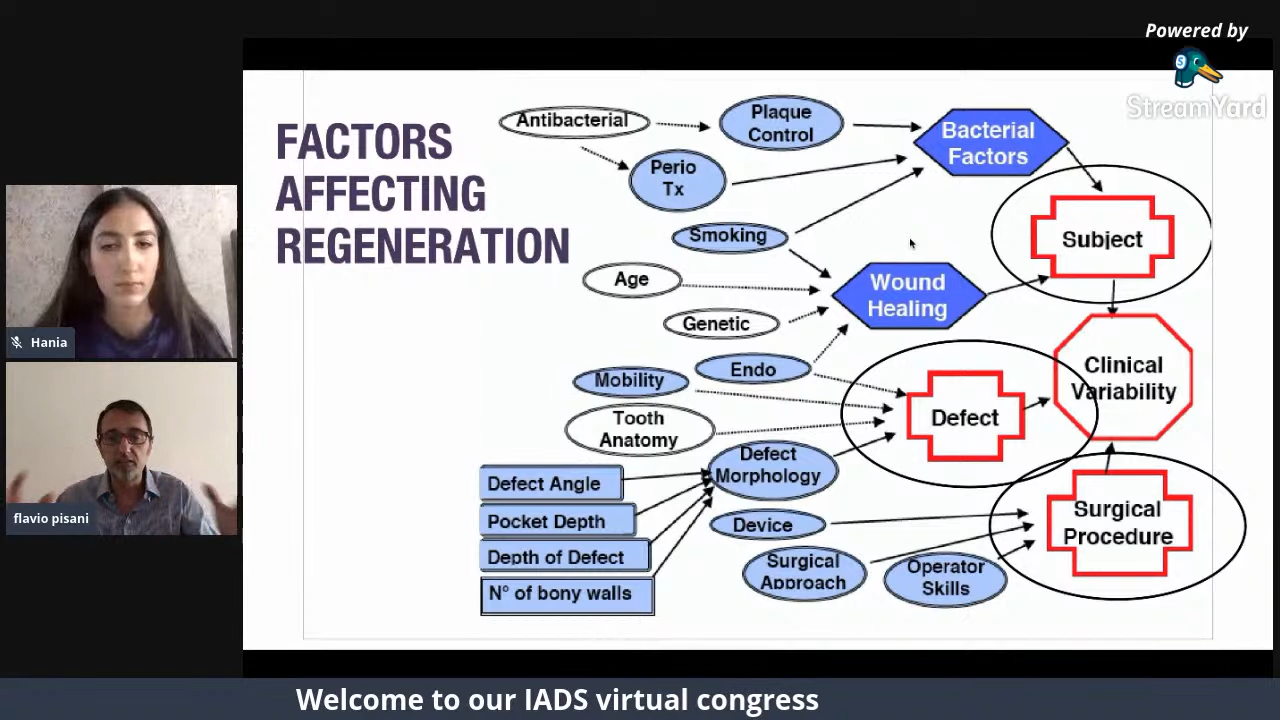 Powered by
StreamYard
FACTORS
AFFECTING
REGENERATION
Antibacterial
Plaque
Control
Bacterial
Factors
Perio
Tx
Smoking
Subject
Age
Wound
Healing
Genetic
Endo
Mobility
Clinical
Variability
Tooth
Anatomy
Defect
Defect
Morphology
Defect Angle
Pocket Depth
Depth of Defect
N° of bony walls
Device
Surgical
Procedure
Surgical
Approach
Operator
Skills
Hania
flavio pisani
Welcome to our IADS virtual congress